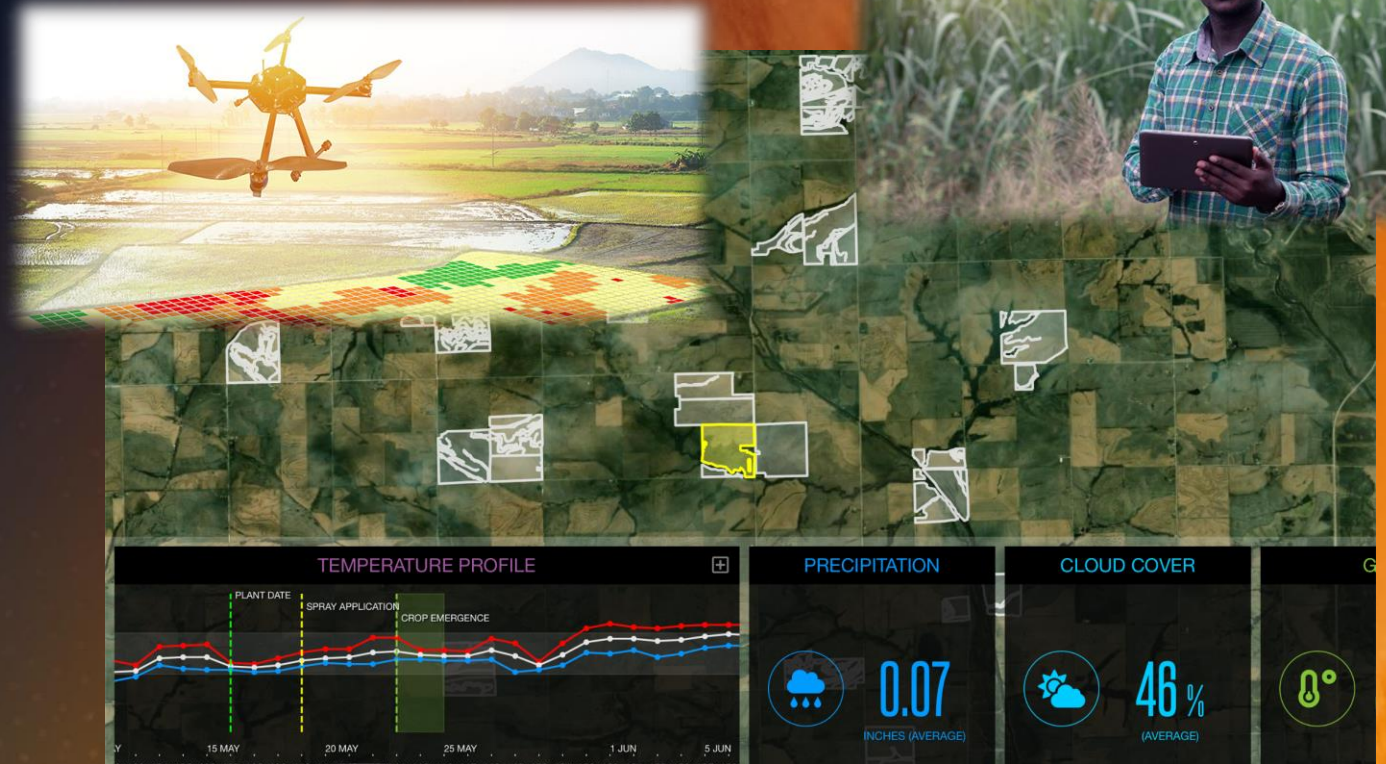 TEMPERATURE PROFILE
PLANT DATE
SPRAY APPLICATION
CROP EMERGENCE
15 MAY
20 MAY
25 MAY
1 JUN
5 JUN
PRECIPITATION
0.07
INCHES (AVERAGE)
CLOUD COVER
46 %
(AVERAGE)
G